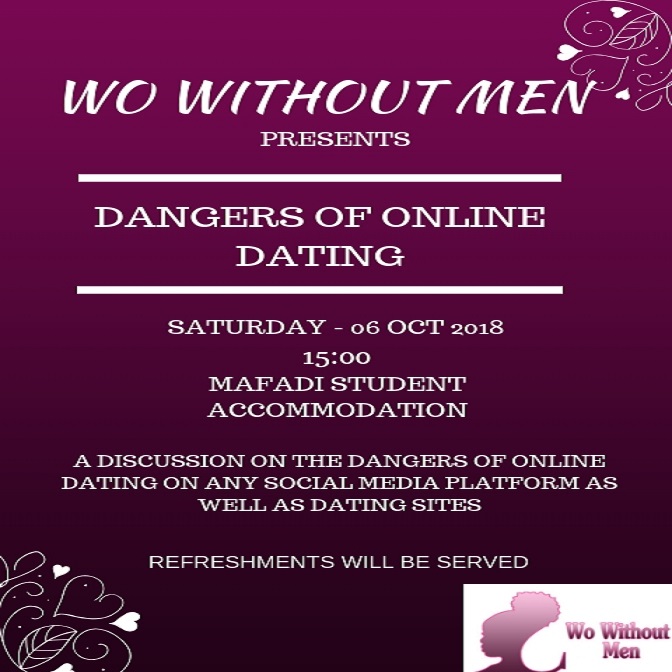 WO WITHOUT MEN
PRESENTS
DANGERS OF ONLINE
DATING
SATURDAY - 06 OCT 2018
15:00
MAFADI STUDENT
ACCOMMODATION
A DISCUSSION ON THE DANGERS OF ONLINE
DATING ON ANY SOCIAL MEDIA PLATFORM AS
WELL AS DATING SITES
REFRESHMENTS WILL BE SERVED
Wo Without
Men